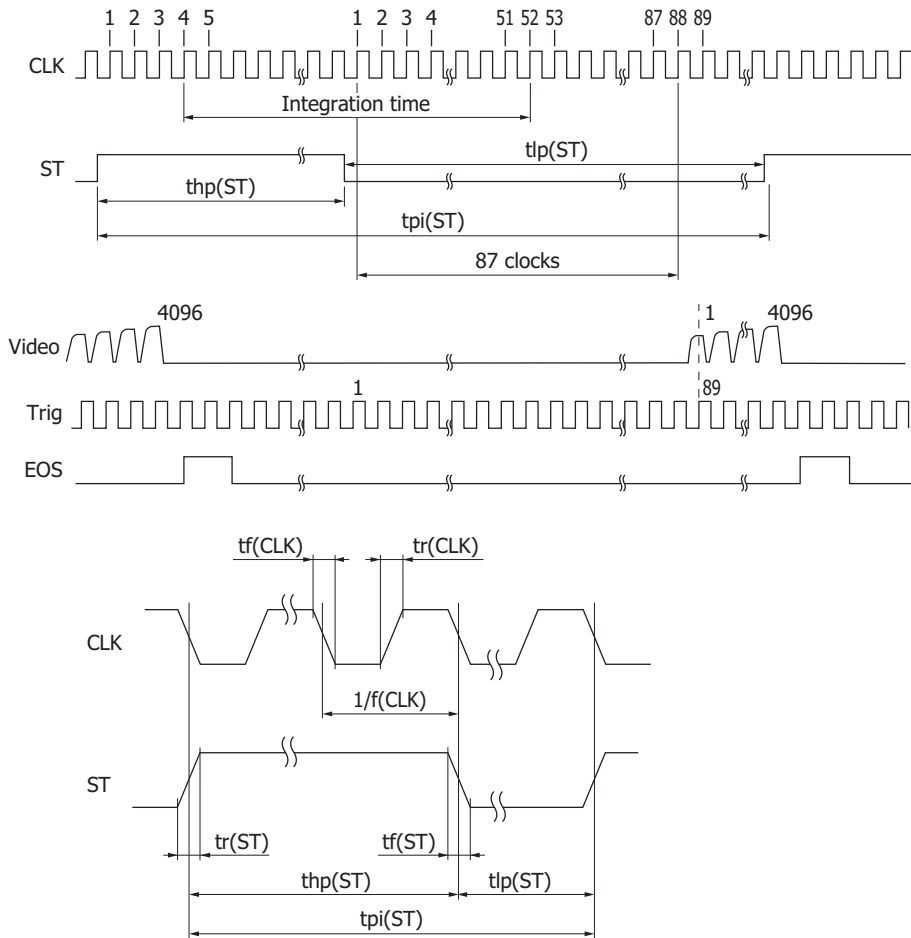 1 2 3 4 5 1 2 3 4 51 52 53 87 88 89
CLK
Integration time
ST
tlp(ST)
thp(ST)
tpi(ST)
87 clocks
4096 1 4096
Video
1 89
Trig
EOS
tf(CLK) tr(CLK)
CLK
1/f(CLK)
ST
tr(ST) tf(ST)
thp(ST) tlp(ST)
tpi(ST)